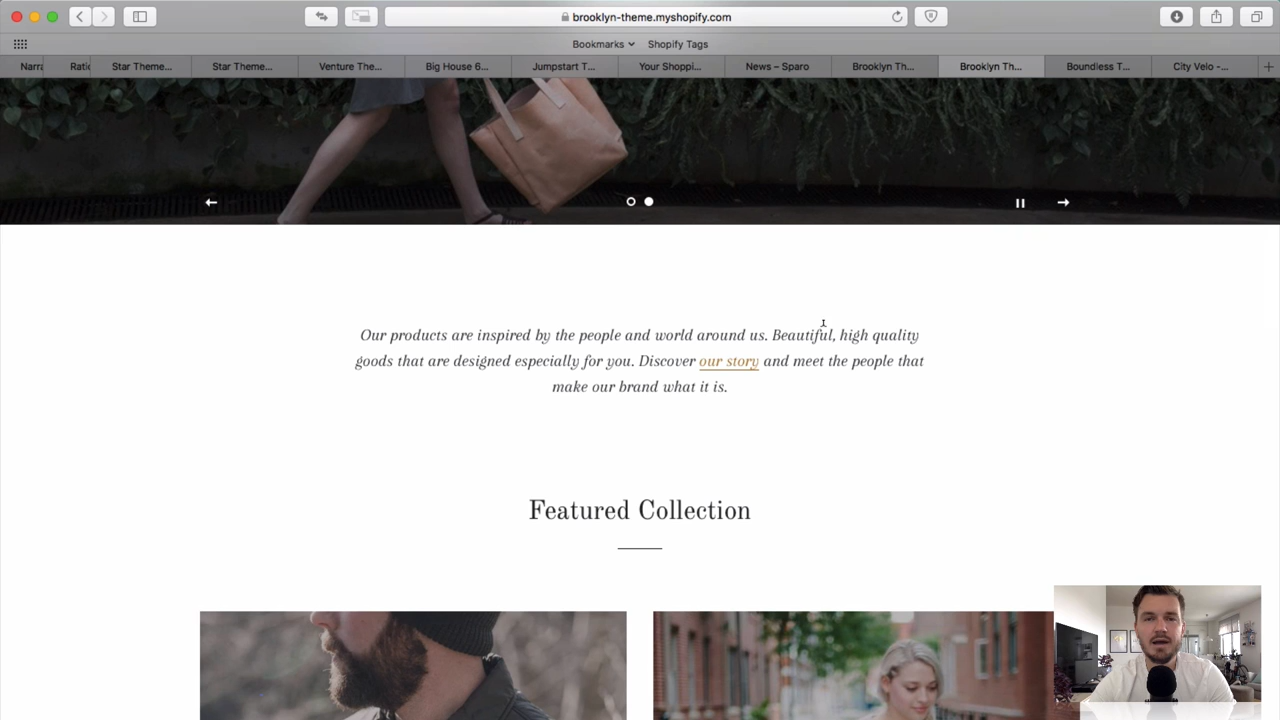 brooklyn-theme.myshopify.com
Bookmarks Shopify Tags
Narra Ratio Star Theme... Star Theme... Venture The... Big House 6... Jumpstart T... Your Shoppi... News – Sparo Brooklyn Th... Brooklyn Th... Boundless T... City Velo -...
Our products are inspired by the people and world around us. Beautiful, high quality
goods that are designed especially for you. Discover our story and meet the people that
make our brand what it is.
Featured Collection